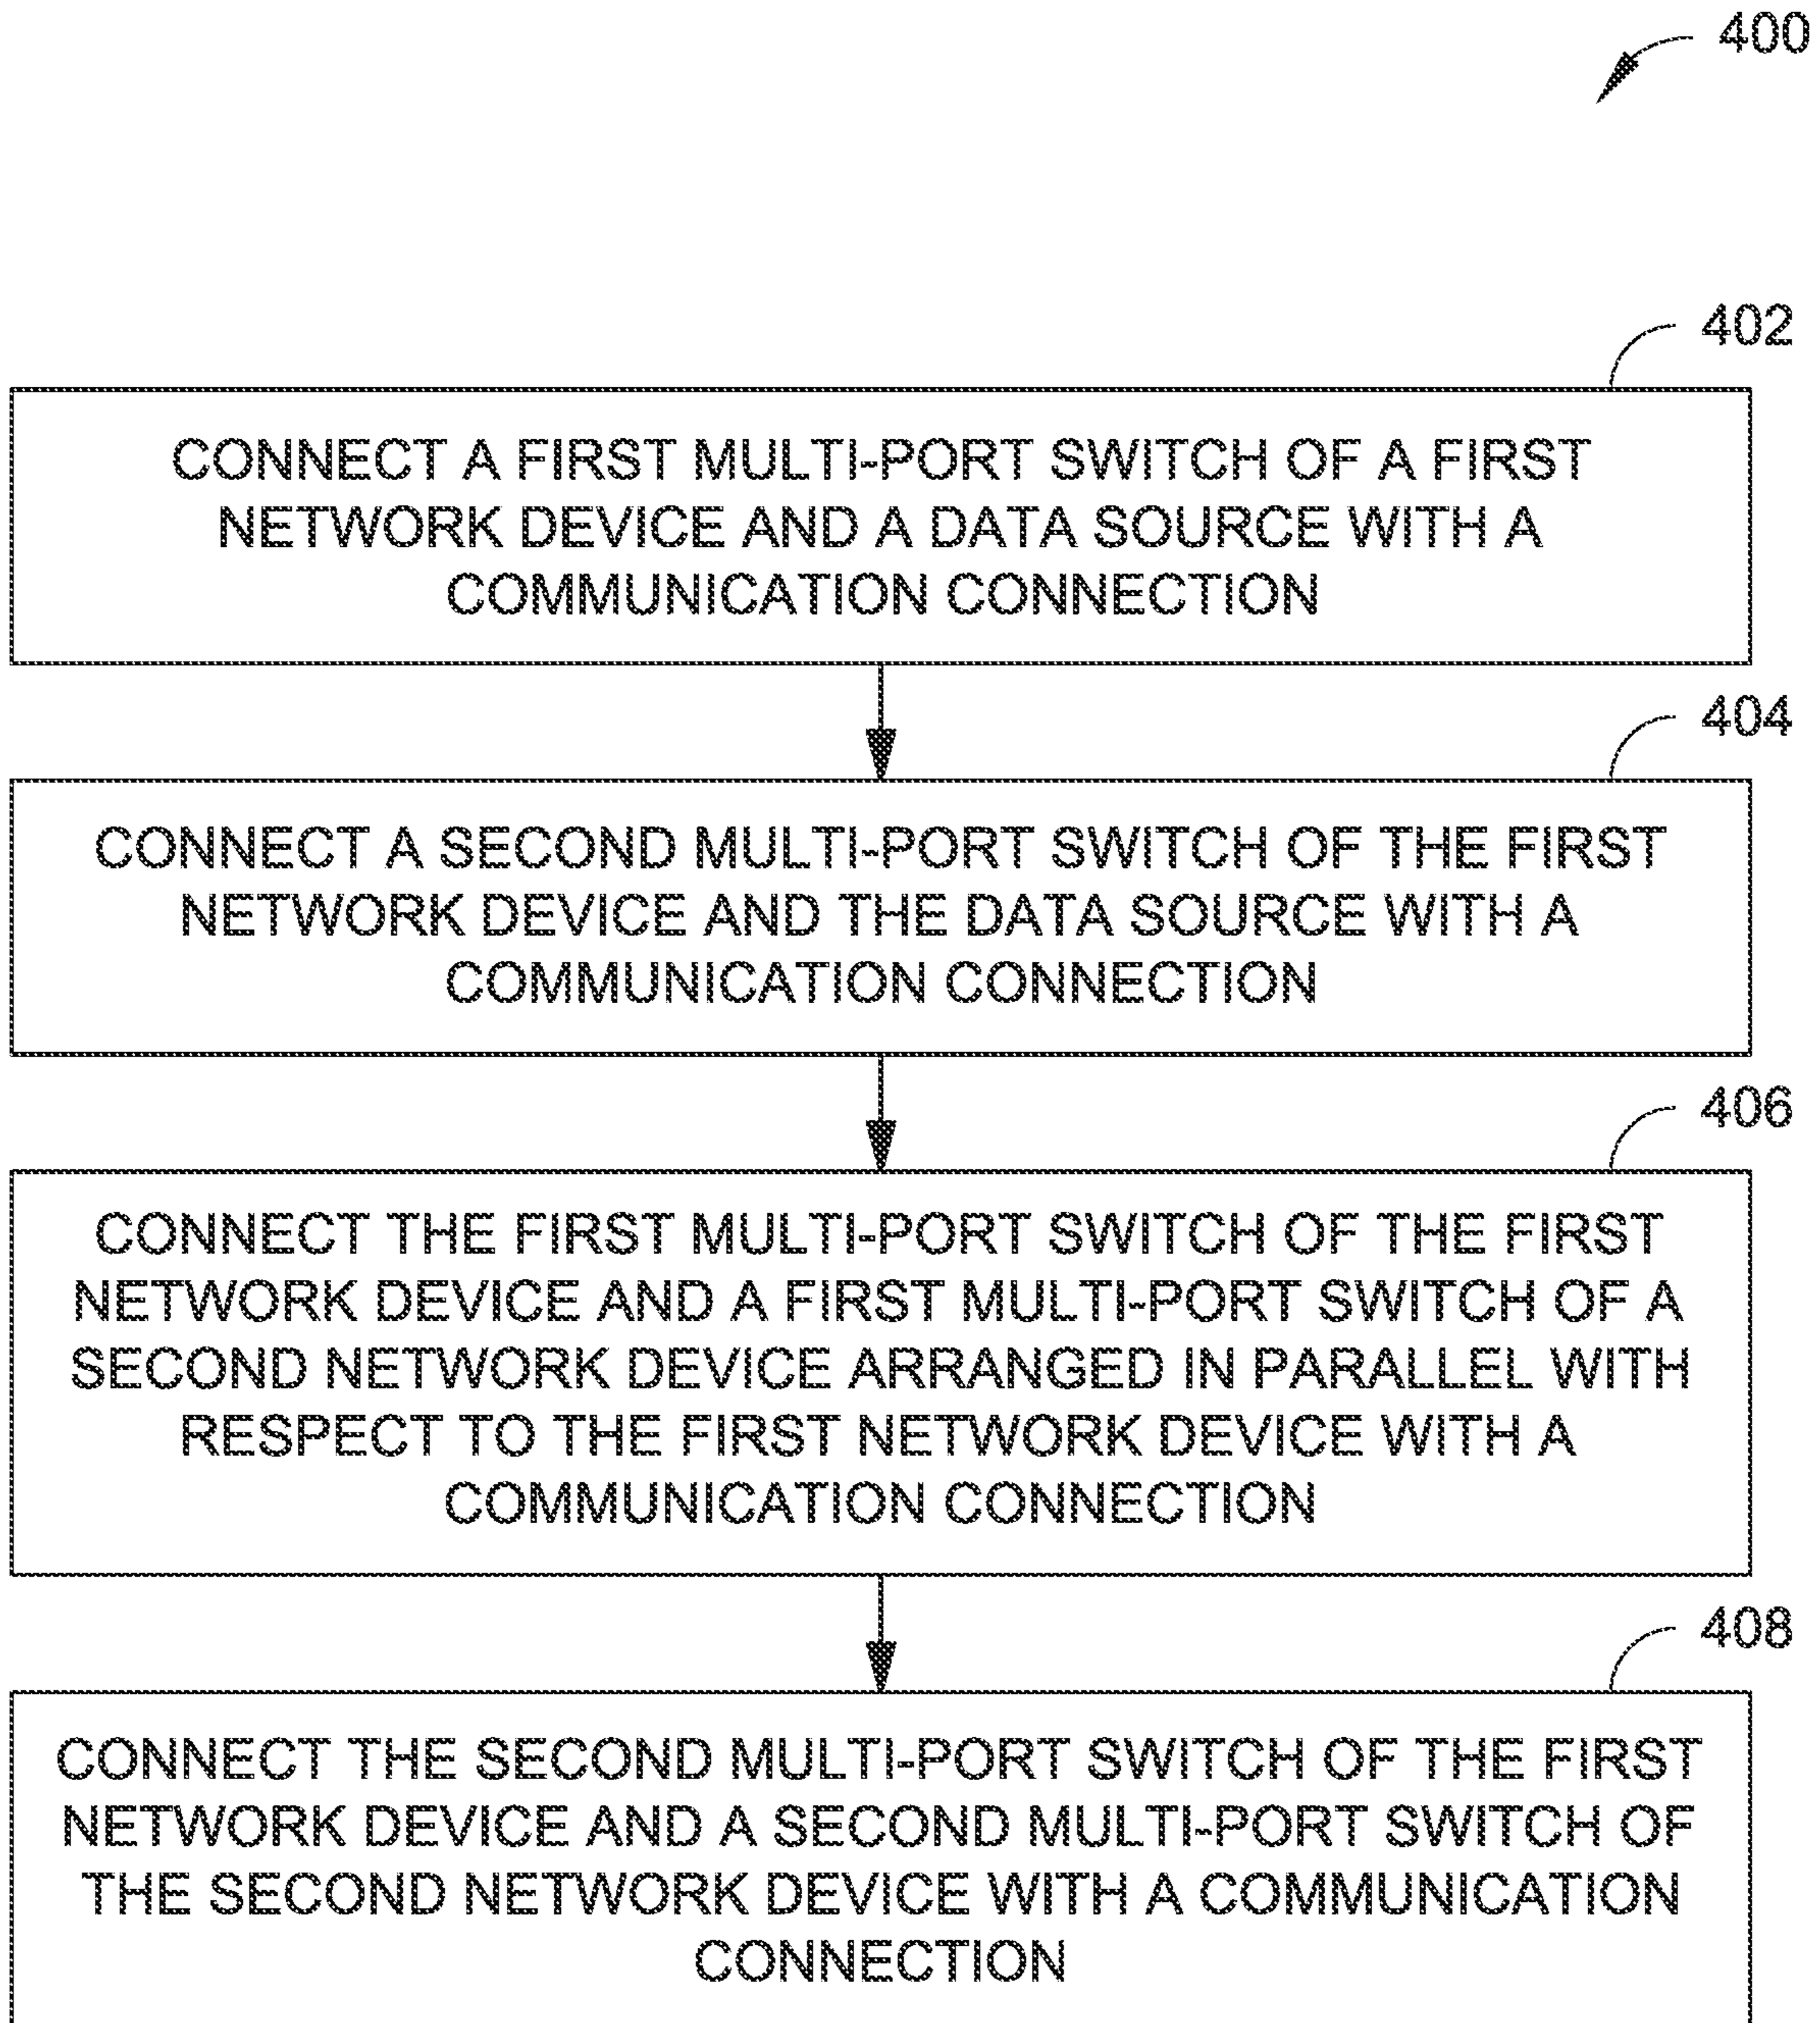 400
402
CONNECT A FIRST MULTI-PORT SWITCH OF A FIRST
NETWORK DEVICE AND A DATA SOURCE WITH A
COMMUNICATION CONNECTION
404
CONNECT A SECOND MULTI-PORT SWITCH OF THE FIRST
NETWORK DEVICE AND THE DATA SOURCE WITH A
COMMUNICATION CONNECTION
406
CONNECT THE FIRST MULTI-PORT SWITCH OF THE FIRST
NETWORK DEVICE AND A FIRST MULTI-PORT SWITCH OF A
SECOND NETWORK DEVICE ARRANGED IN PARALLEL WITH
RESPECT TO THE FIRST NETWORK DEVICE WITH A
COMMUNICATION CONNECTION
408
CONNECT THE SECOND MULTI-PORT SWITCH OF THE FIRST
NETWORK DEVICE AND A SECOND MULTI-PORT SWITCH OF
THE SECOND NETWORK DEVICE WITH A COMMUNICATION
CONNECTION